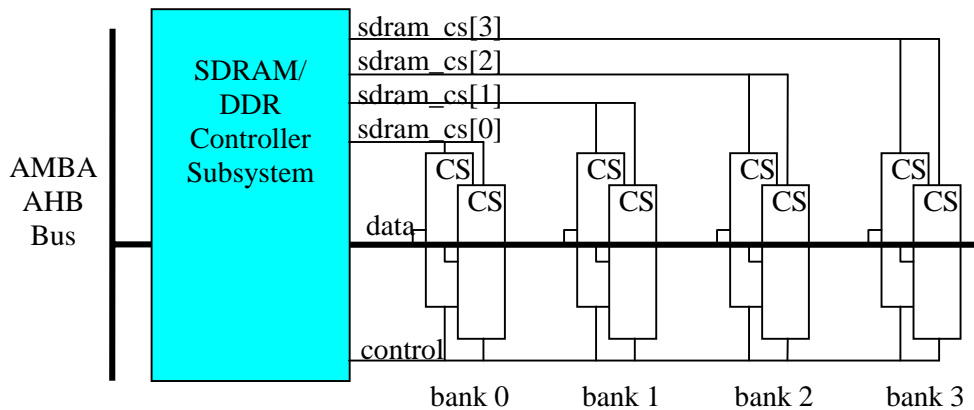 sdram_cs[3]
sdram_cs[2]
sdram_cs[1]
sdram_cs[0]
SDRAM/
DDR
Controller
Subsystem
AMBA
AHB
Bus
CS
CS
CS
CS
CS
CS
CS
CS
data
control
bank 0
bank 1
bank 2
bank 3